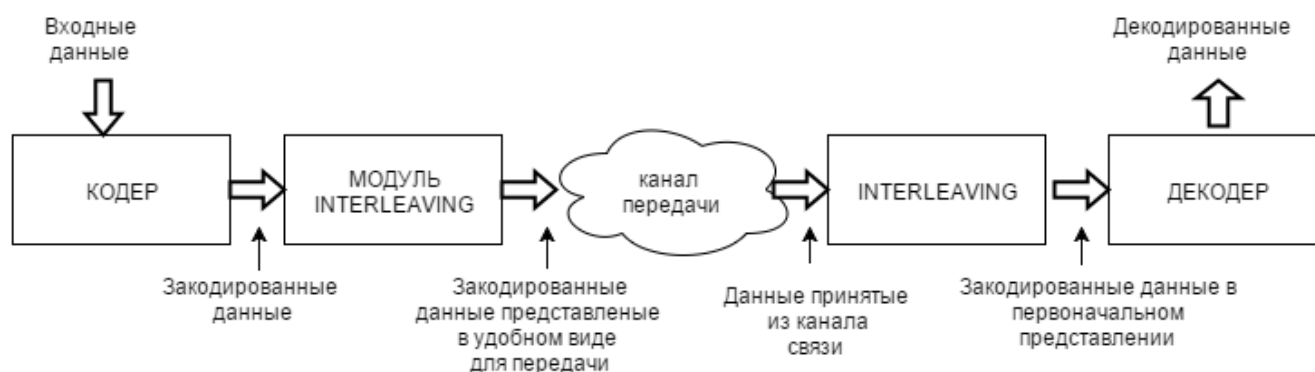 Входные
данные
Декодированные
данные
КОДЕР
МОДУЛЬ
INTERLEAVING
канал
передачи
INTERLEAVING
ДЕКОДЕР
Закодированные
данные
Закодированные
данные представленые
в удобном виде
для передачи
Данные принятые
из канала
связи
Закодированные данные в
первоначальном
представлении